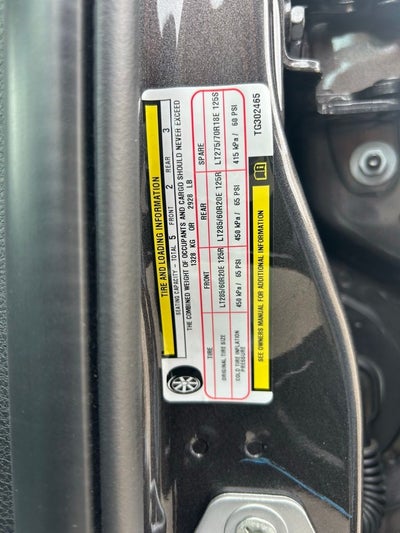 TIRE AND LOADING INFORMATION
SEATING CAPACITY - TOTAL 5 FRONT 2 REAR 3
THE COMBINED WEIGHT OF OCCUPANTS AND CARGO SHOULD NEVER EXCEED
1328 KG OR 2928 LB
TIRE FRONT REAR SPARE
ORIGINAL TIRE SIZE LT285/60R20E 125R LT285/60R20E 125R LT275/70R18E 125S
COLD TIRE INFLATION PRESSURE 450 kPa/ 65 PSI 450 kPa/ 65 PSI 415 kPa/ 60 PSI
SEE OWNERS MANUAL FOR ADDITIONAL INFORMATION
TG302465